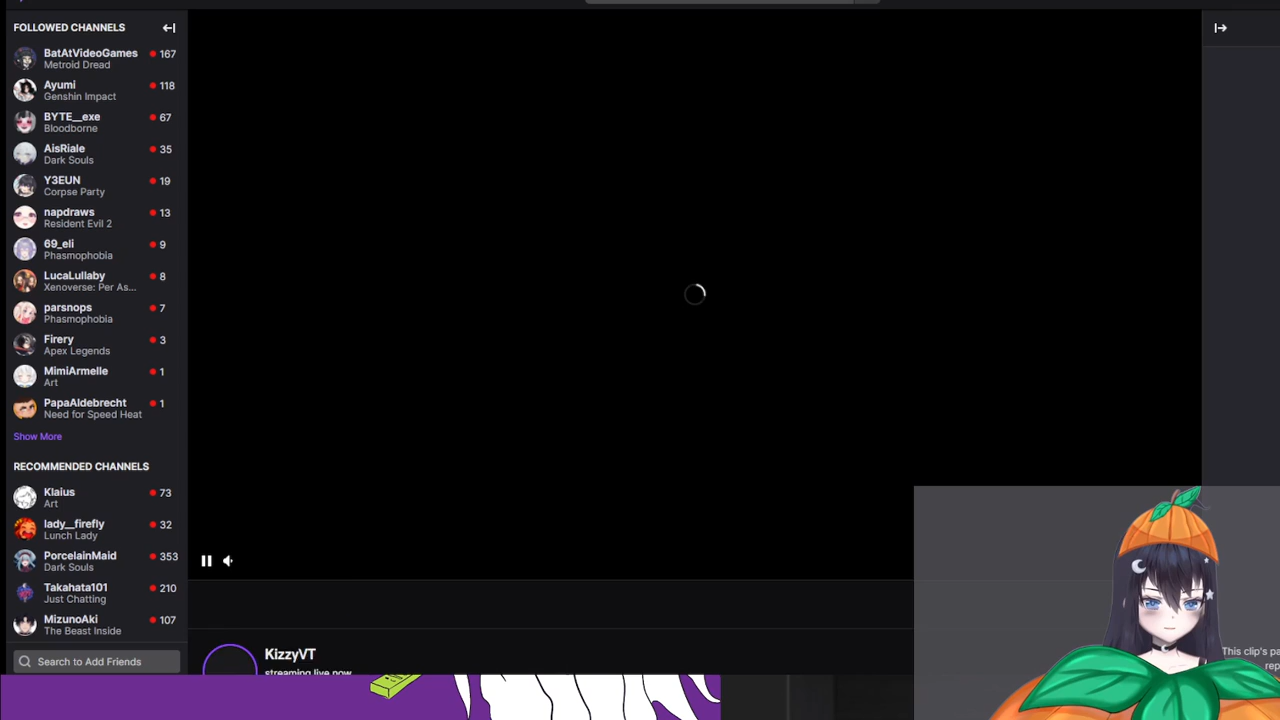 FOLLOWED CHANNELS
BatAtVideoGames 167
Metroid Dread
Ayumi 118
Genshin Impact
BYTE__exe 67
Bloodborne
AisRiale 35
Dark Souls
Y3EUN 19
Corpse Party
napdraws 13
Resident Evil 2
69_eli 9
Phasmophobia
LucaLullaby 8
Xenoverse: Per As...
parsnops 7
Phasmophobia
Firery 3
Apex Legends
MimiArmelle 1
Art
PapaAldebrecht 1
Need for Speed Heat
Show More
RECOMMENDED CHANNELS
Klaius 73
Art
lady__firefly 32
Lunch Lady
PorcelainMaid 353
Dark Souls
Takahata101 210
Just Chatting
MizunoAki 107
The Beast Inside
Search to Add Friends
KizzyVT
streaming live now
This clip's pa
rep